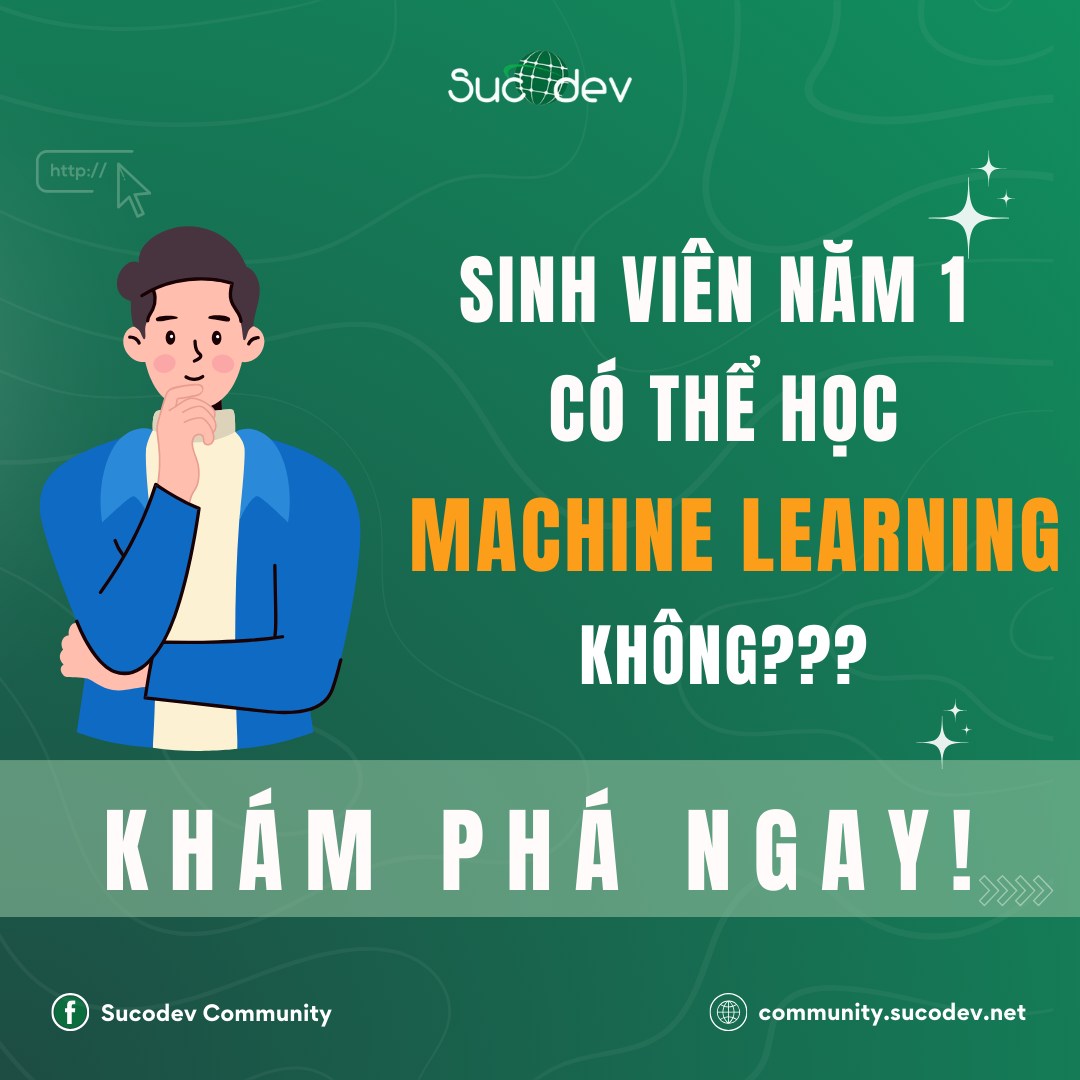 Sucodev
http://
SINH VIÊN NĂM 1
CÓ THỂ HỌC
MACHINE LEARNING
KHÔNG???
KHÁM PHÁ NGAY!
Sucodev Community
community.sucodev.net